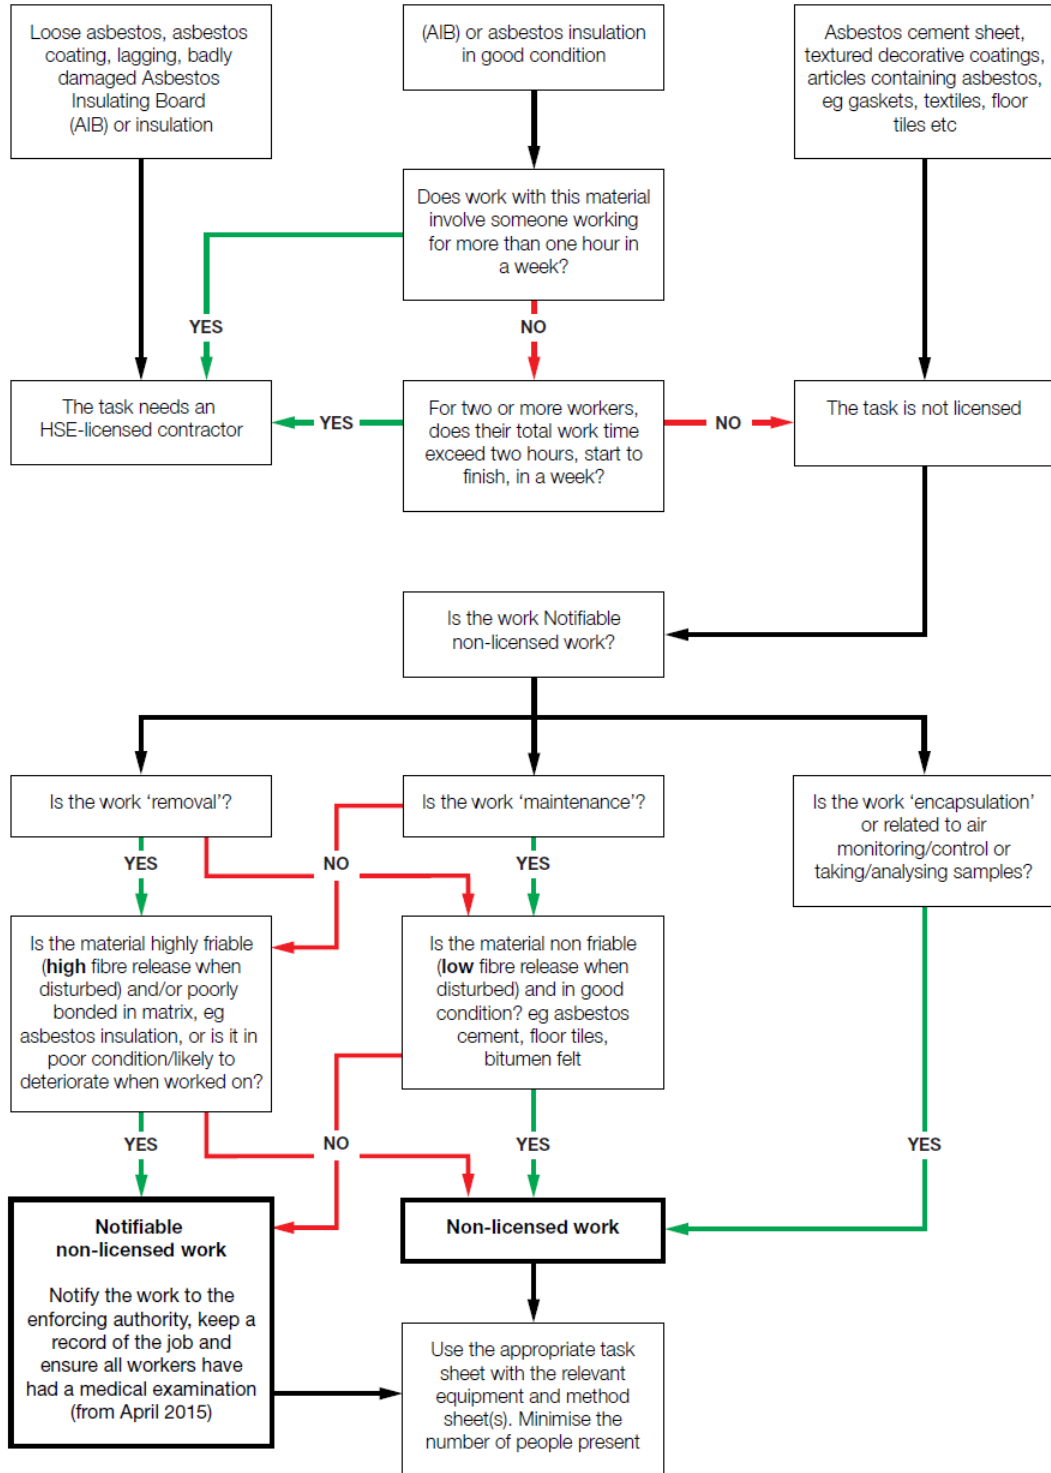 Loose asbestos, asbestos
coating, lagging, badly
damaged Asbestos
Insulating Board
(AIB) or insulation
(AIB) or asbestos insulation
in good condition
Asbestos cement sheet,
textured decorative coatings,
articles containing asbestos,
eg gaskets, textiles, floor
tiles etc
Does work with this material
involve someone working
for more than one hour in
a week?
YES
NO
The task needs an
HSE-licensed contractor
YES
For two or more workers,
does their total work time
exceed two hours, start to
finish, in a week?
NO
The task is not licensed
Is the work Notifiable
non-licensed work?
Is the work ‘removal’?
Is the work ‘maintenance’?
Is the work ‘encapsulation’
or related to air
monitoring/control or
taking/analysing samples?
YES
NO
YES
Is the material highly friable
(high fibre release when
disturbed) and/or poorly
bonded in matrix, eg
asbestos insulation, or is it in
poor condition/likely to
deteriorate when worked on?
Is the material non friable
(low fibre release when
disturbed) and in good
condition? eg asbestos
cement, floor tiles,
bitumen felt
YES
NO
YES
YES
Notifiable
non-licensed work
Notify the work to the
enforcing authority, keep a
record of the job and
ensure all workers have
had a medical examination
(from April 2015)
Non-licensed work
Use the appropriate task
sheet with the relevant
equipment and method
sheet(s). Minimise the
number of people present